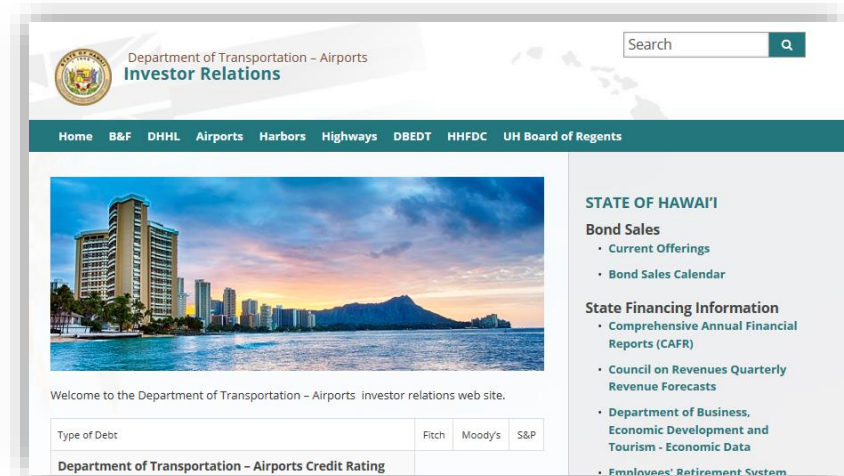 Department of Transportation – Airports
Investor Relations
Search
Home B&F DHHL Airports Harbors Highways DBEDT HHFDC UH Board of Regents
Welcome to the Department of Transportation – Airports investor relations web site.
Type of Debt Fitch Moody's S&P
Department of Transportation – Airports Credit Rating
STATE OF HAWAI‘I
Bond Sales
• Current Offerings
• Bond Sales Calendar
State Financing Information
• Comprehensive Annual Financial
Reports (CAFR)
• Council on Revenues Quarterly
Revenue Forecasts
• Department of Business,
Economic Development and
Tourism - Economic Data
• Employees' Retirement System